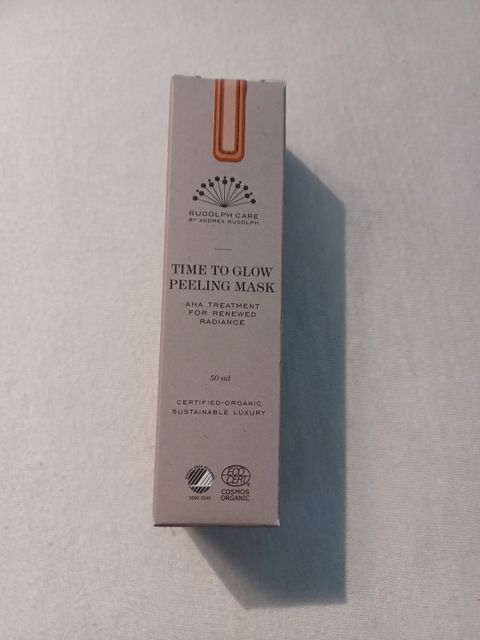 RUDOLPH CARE
BY ANDREA RUDOLPH
TIME TO GLOW
PEELING MASK
AHA TREATMENT
FOR RENEWED
RADIANCE
50 ml
CERTIFIED-ORGANIC
SUSTAINABLE LUXURY
ECO
CERT
COSMOS
ORGANIC